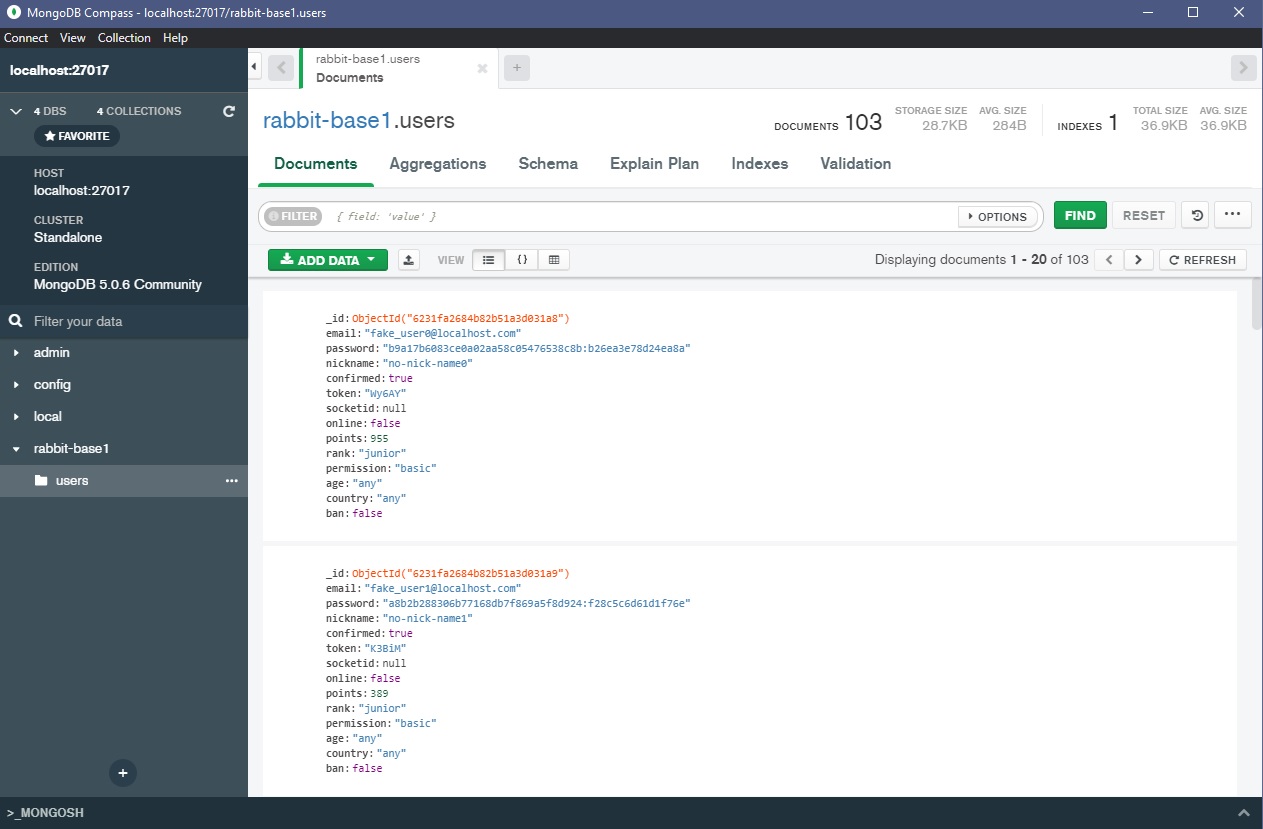 MongoDB Compass - localhost:27017/rabbit-base1.users
Connect View Collection Help
localhost:27017
4 DBS 4 COLLECTIONS
FAVORITE
HOST
localhost:27017
CLUSTER
Standalone
EDITION
MongoDB 5.0.6 Community
Filter your data
admin
config
local
rabbit-base1
users
>_MONGOSH
rabbit-base1.users
Documents
rabbit-base1.users
DOCUMENTS 103
STORAGE SIZE 28.7KB
AVG. SIZE 284B
INDEXES 1
TOTAL SIZE 36.9KB
AVG. SIZE 36.9KB
Documents Aggregations Schema Explain Plan Indexes Validation
FILTER { field: 'value' } OPTIONS FIND RESET
ADD DATA VIEW {} Displaying documents 1 - 20 of 103 REFRESH
_id: ObjectId("6231fa2684b82b51a3d031a8")
email: "fake_user0@localhost.com"
password: "b9a17b6083ce0a02aa58c05476538c8b:b26ea3e78d24ea8a"
nickname: "no-nick-name0"
confirmed: true
token: "Wy6AY"
socketid: null
online: false
points: 955
rank: "junior"
permission: "basic"
age: "any"
country: "any"
ban: false
_id: ObjectId("6231fa2684b82b51a3d031a9")
email: "fake_user1@localhost.com"
password: "a8b2b288306b77168db7f869a5f8d924:f28c5c6d61d1f76e"
nickname: "no-nick-name1"
confirmed: true
token: "K3BiM"
socketid: null
online: false
points: 389
rank: "junior"
permission: "basic"
age: "any"
country: "any"
ban: false